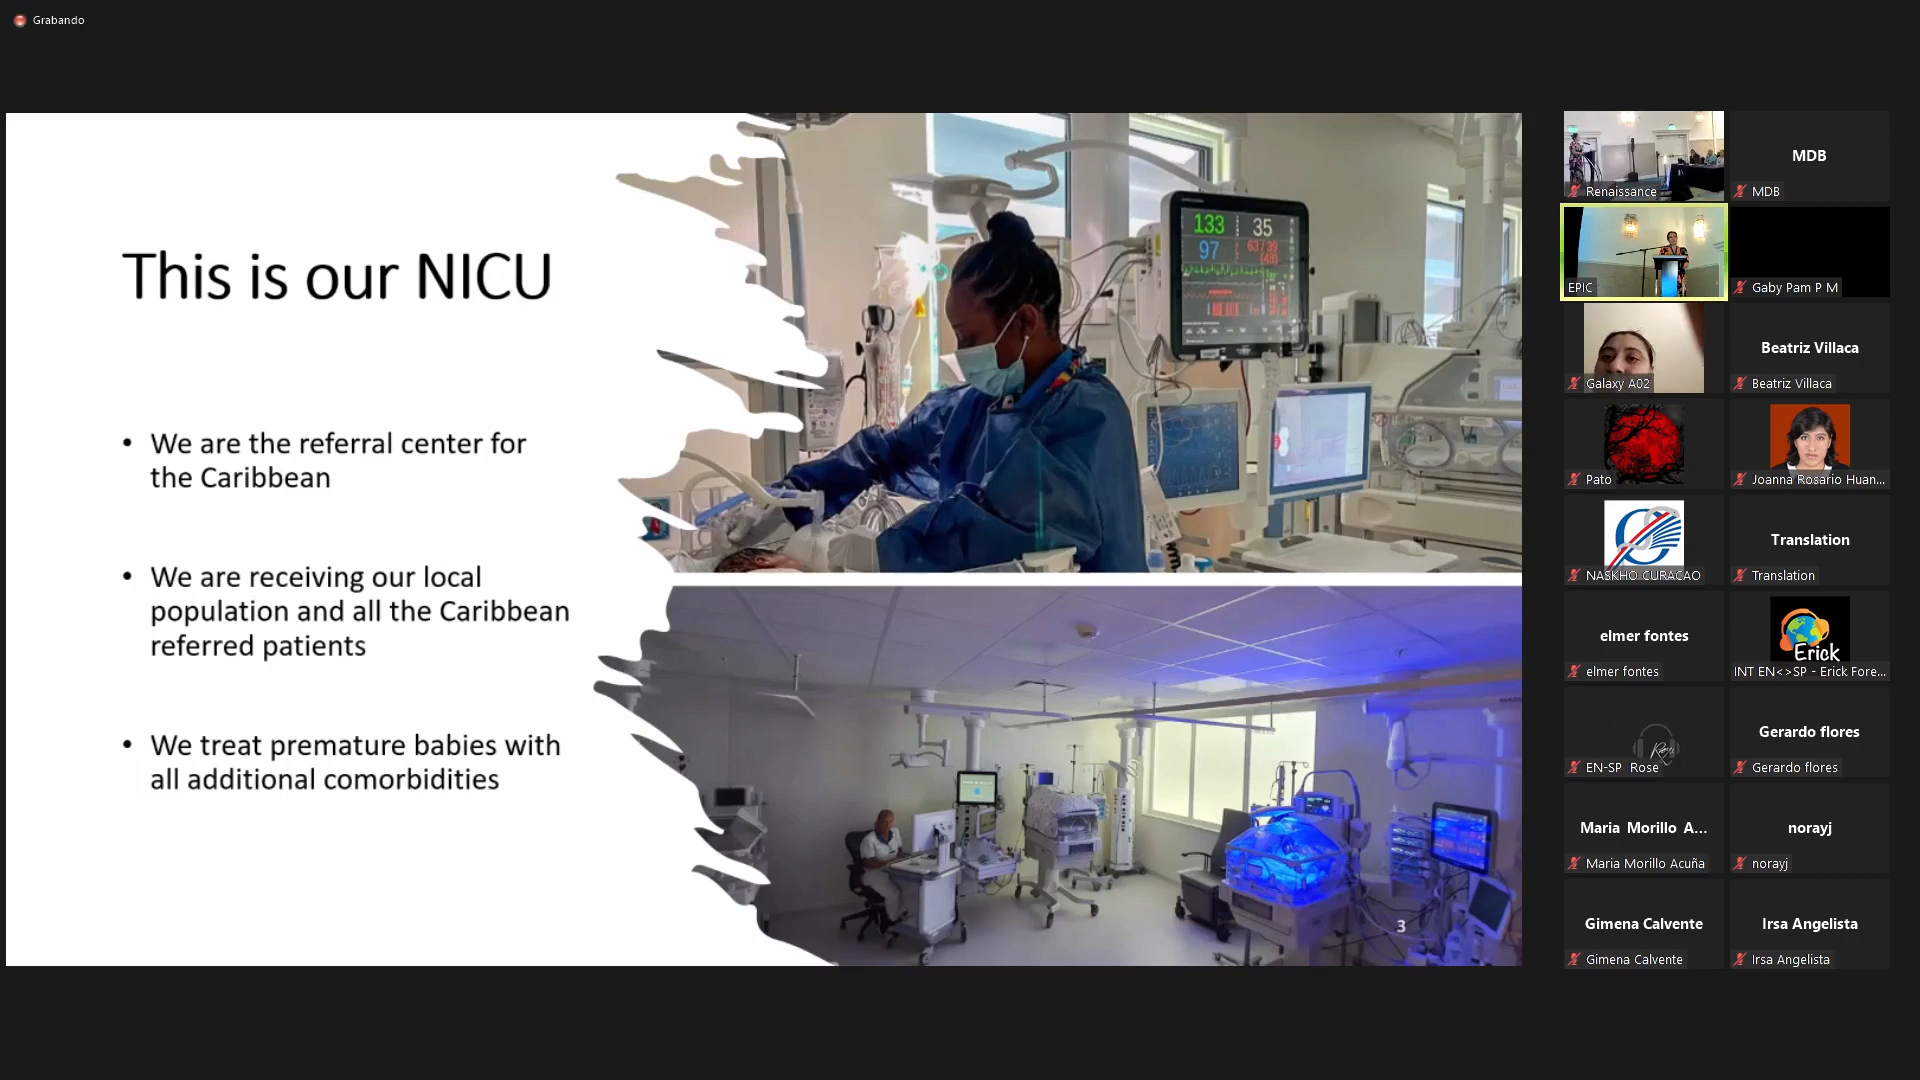 Grabando
This is our NICU
• We are the referral center for
the Caribbean
• We are receiving our local
population and all the Caribbean
referred patients
• We treat premature babies with
all additional comorbidities
133
35
97
63/39
(48)
3
Renaissance
MDB
MDB
EPIC
Gaby Pam P M
Galaxy A02
Beatriz Villaca
Beatriz Villaca
Pato
Joanna Rosario Huan...
NASKHO CURACAO
Translation
Translation
elmer fontes
elmer fontes
Erick
INT EN<>SP - Erick Fore...
EN-SP Rose
Gerardo flores
Gerardo flores
Maria Morillo A...
Maria Morillo Acuña
norayj
norayj
Gimena Calvente
Gimena Calvente
Irsa Angelista
Irsa Angelista